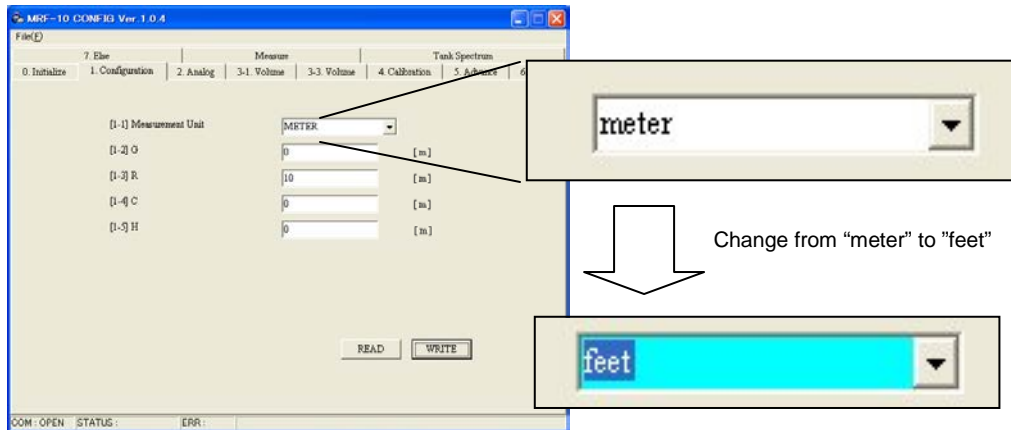 MRF-10 CONFIG Ver.1.0.4
File(F)
7. Else Measure Tank Spectrum
0. Initialize 1. Configuration 2. Analog 3-1. Volume 3-3. Volume 4. Calibration 5. Advance 6
[1-1] Measurement Unit METER
[1-2] O 0 [m]
[1-3] R 10 [m]
[1-4] C 0 [m]
[1-5] H 0 [m]
READ WRITE
COM : OPEN STATUS : ERR :
meter
Change from “meter” to ”feet”
feet